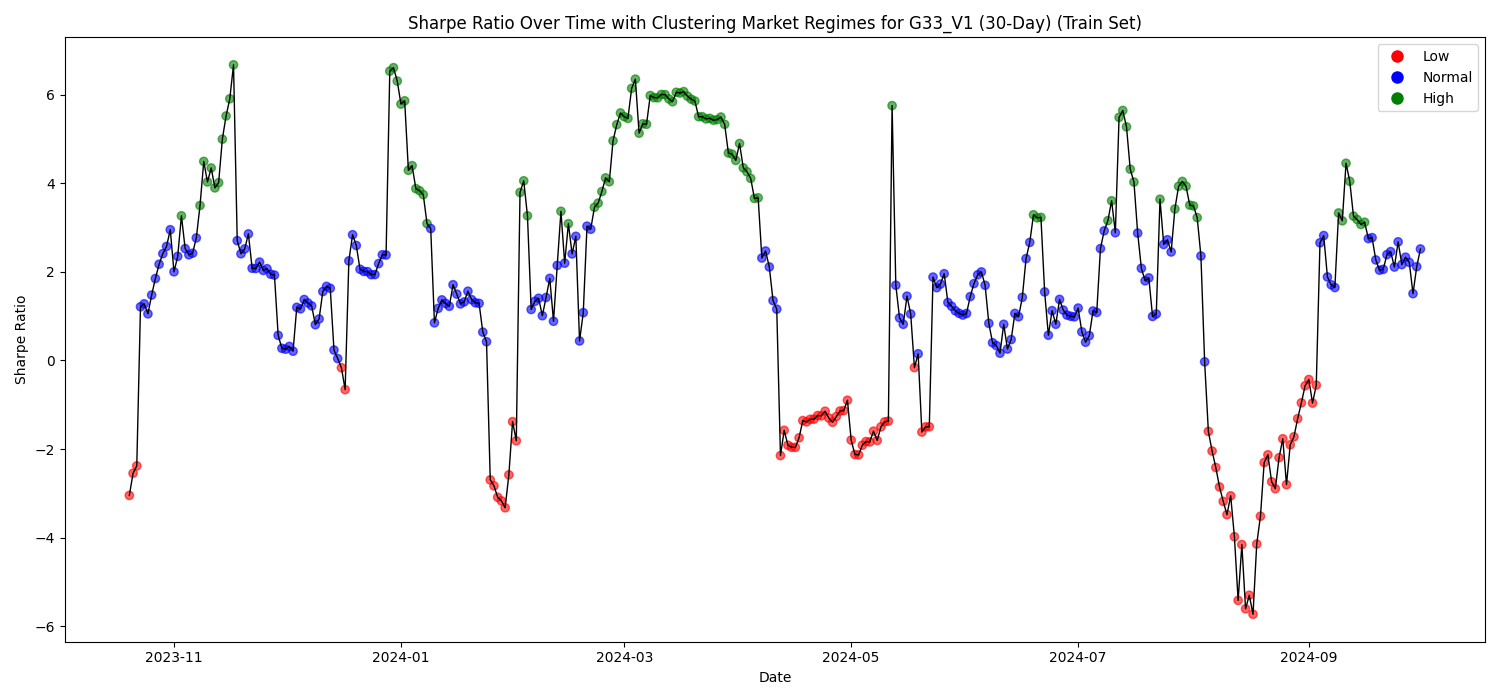 Sharpe Ratio Over Time with Clustering Market Regimes for G33_V1 (30-Day) (Train Set)
Low
Normal
High
Sharpe Ratio
6
4
2
0
−2
−4
−6
2023-11
2024-01
2024-03
2024-05
2024-07
2024-09
Date